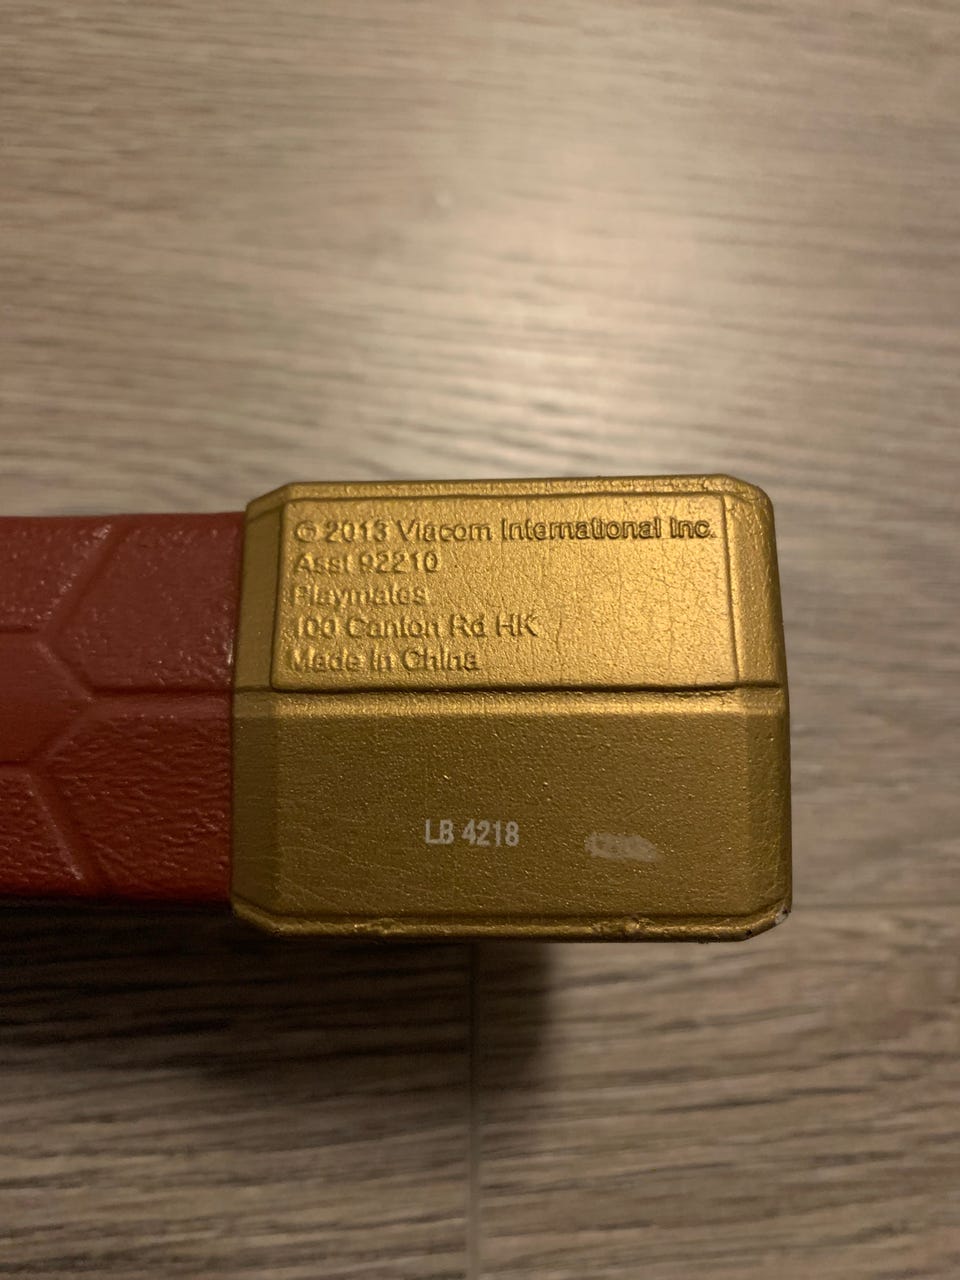 © 2013 Viacom International Inc.
Asst 92210
Playmates
100 Canton Rd HK
Made in China
LB 4218